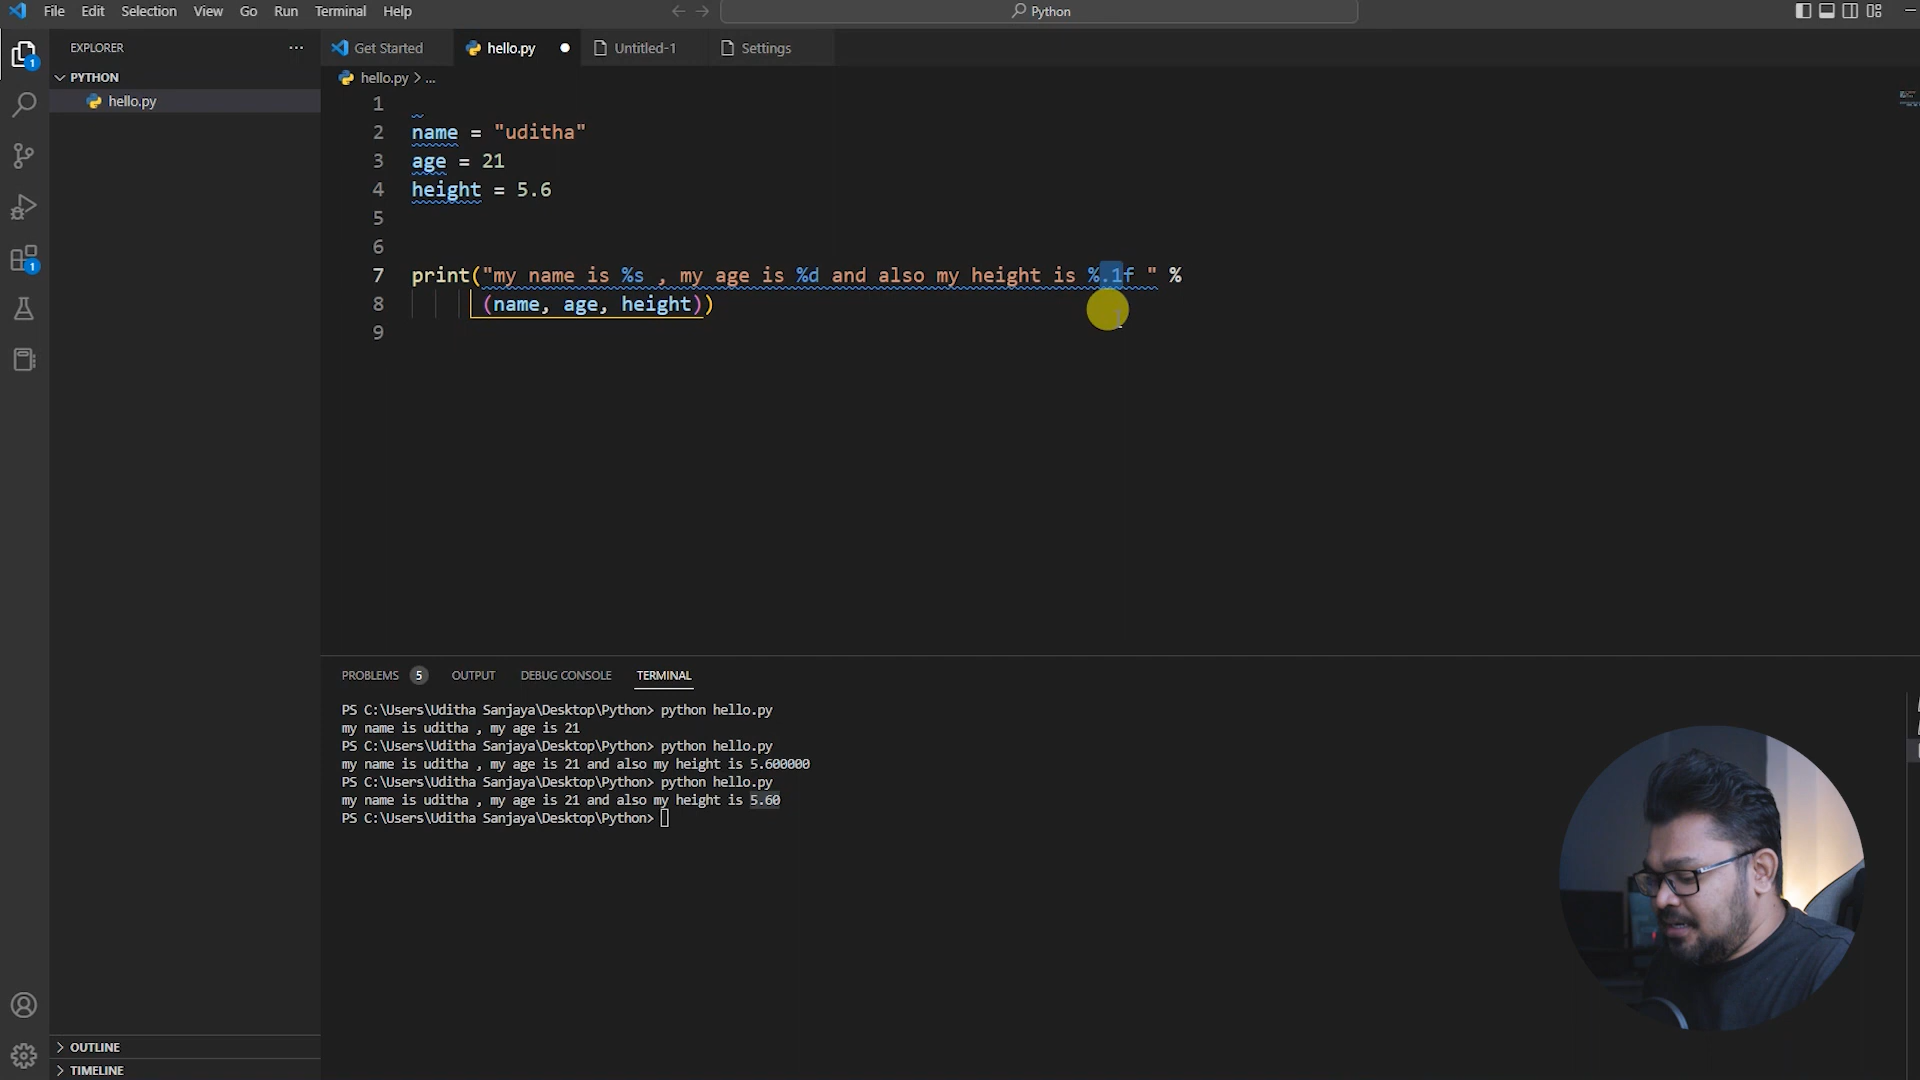 File Edit Selection View Go Run Terminal Help
Python
EXPLORER
Get Started
hello.py
Untitled-1
Settings
PYTHON
hello.py
hello.py > ...
1
2 name = "uditha"
3 age = 21
4 height = 5.6
5
6
7 print("my name is %s , my age is %d and also my height is %.1f " %
8 (name, age, height))
9
PROBLEMS 5 OUTPUT DEBUG CONSOLE TERMINAL
PS C:\Users\Uditha Sanjaya\Desktop\Python> python hello.py
my name is uditha , my age is 21
PS C:\Users\Uditha Sanjaya\Desktop\Python> python hello.py
my name is uditha , my age is 21 and also my height is 5.600000
PS C:\Users\Uditha Sanjaya\Desktop\Python> python hello.py
my name is uditha , my age is 21 and also my height is 5.60
PS C:\Users\Uditha Sanjaya\Desktop\Python>
OUTLINE
TIMELINE
1
1